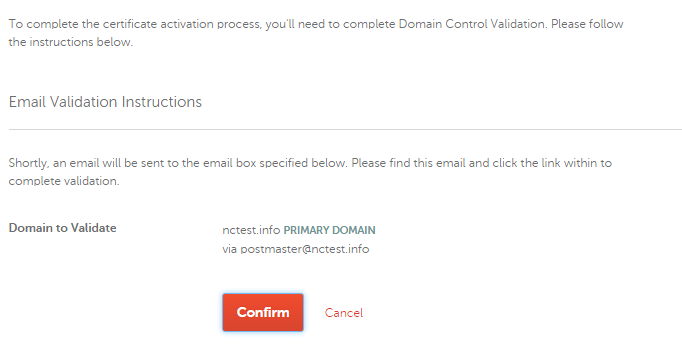 To complete the certificate activation process, you'll need to complete Domain Control Validation. Please follow
the instructions below.
Email Validation Instructions
Shortly, an email will be sent to the email box specified below. Please find this email and click the link within to
complete validation.
Domain to Validate
nctest.info PRIMARY DOMAIN
via postmaster@nctest.info
Confirm Cancel